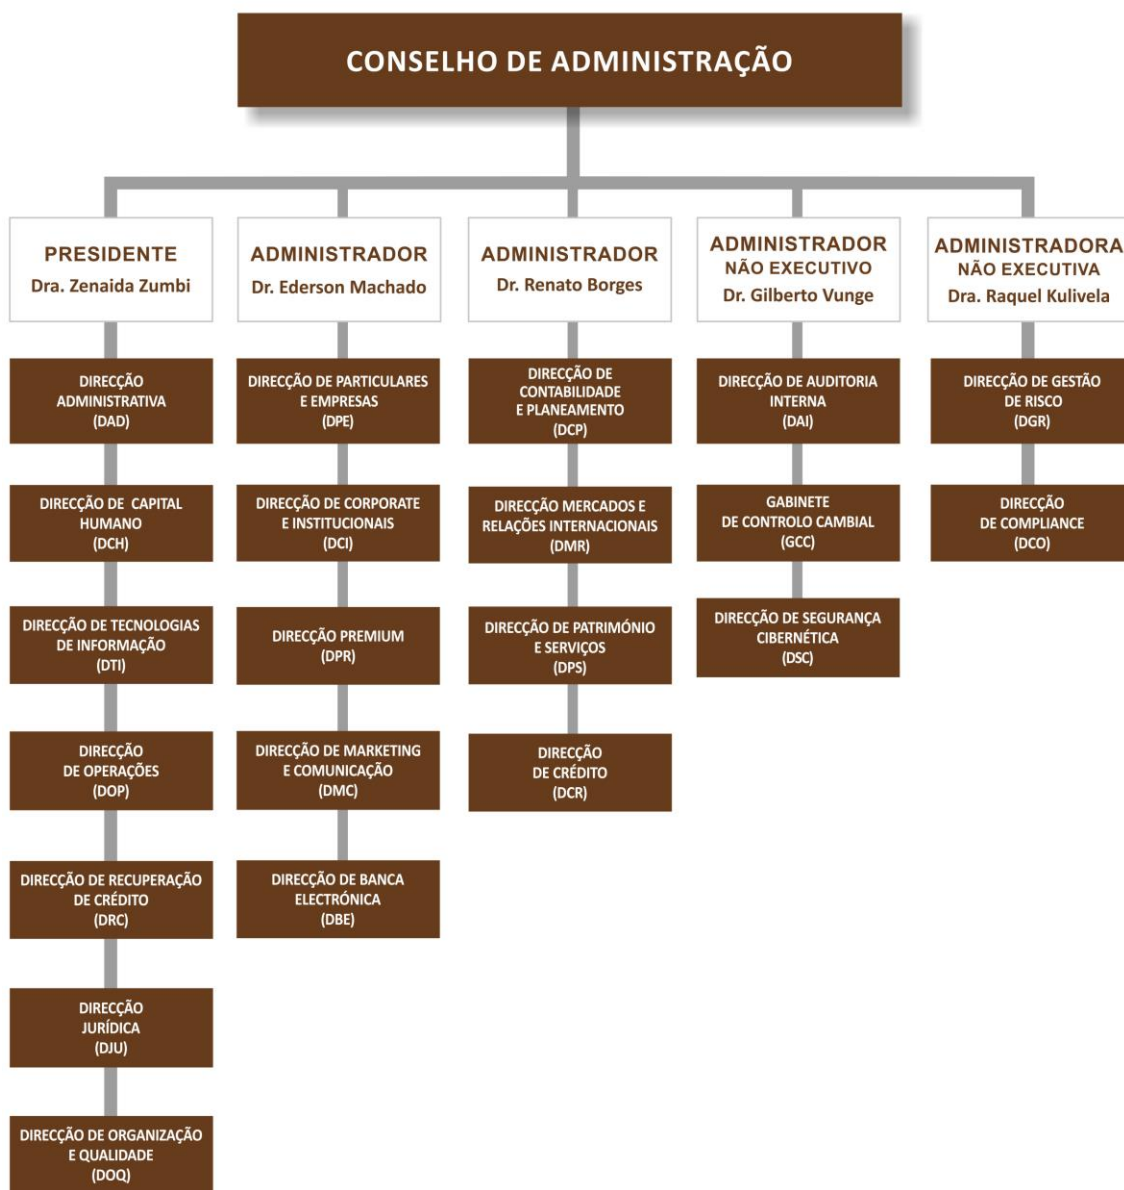 CONSELHO DE ADMINISTRAÇÃO
PRESIDENTE
Dra. Zenaida Zumbi
DIRECÇÃO
ADMINISTRATIVA
(DAD)
DIRECÇÃO DE CAPITAL
HUMANO
(DCH)
DIRECÇÃO DE TECNOLOGIAS
DE INFORMAÇÃO
(DTI)
DIRECÇÃO
DE OPERAÇÕES
(DOP)
DIRECÇÃO DE RECUPERAÇÃO
DE CRÉDITO
(DRC)
DIRECÇÃO
JURÍDICA
(DJU)
DIRECÇÃO DE ORGANIZAÇÃO
E QUALIDADE
(DOQ)
ADMINISTRADOR
Dr. Ederson Machado
DIRECÇÃO DE PARTICULARES
E EMPRESAS
(DPE)
DIRECÇÃO DE CORPORATE
E INSTITUCIONAIS
(DCI)
DIRECÇÃO PREMIUM
(DPR)
DIRECÇÃO DE MARKETING
E COMUNICAÇÃO
(DMC)
DIRECÇÃO DE BANCA
ELECTRÓNICA
(DBE)
ADMINISTRADOR
Dr. Renato Borges
DIRECÇÃO DE
CONTABILIDADE
E PLANEAMENTO
(DCP)
DIRECÇÃO MERCADOS E
RELAÇÕES INTERNACIONAIS
(DMR)
DIRECÇÃO DE PATRIMÓNIO
E SERVIÇOS
(DPS)
DIRECÇÃO
DE CRÉDITO
(DCR)
ADMINISTRADOR
NÃO EXECUTIVO
Dr. Gilberto Vunge
DIRECÇÃO DE AUDITORIA
INTERNA
(DAI)
GABINETE
DE CONTROLO CAMBIAL
(GCC)
DIRECÇÃO DE SEGURANÇA
CIBERNÉTICA
(DSC)
ADMINISTRADORA
NÃO EXECUTIVA
Dra. Raquel Kulivela
DIRECÇÃO DE GESTÃO
DE RISCO
(DGR)
DIRECÇÃO
DE COMPLIANCE
(DCO)